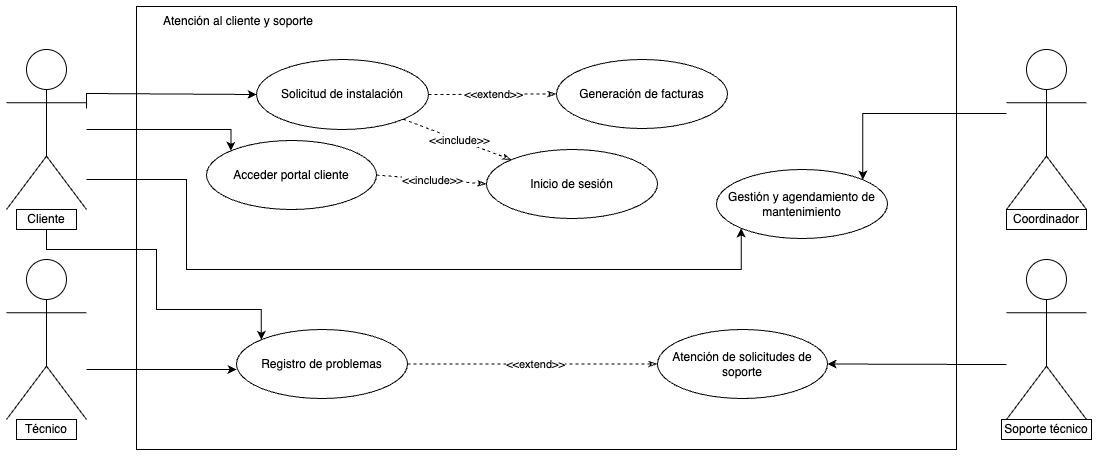 Atención al cliente y soporte
Solicitud de instalación
<<extend>>
Generación de facturas
<<include>>
Acceder portal cliente
<<include>>
Inicio de sesión
Gestión y agendamiento de
mantenimiento
Cliente
Coordinador
Registro de problemas
<<extend>>
Atención de solicitudes de
soporte
Técnico
Soporte técnico